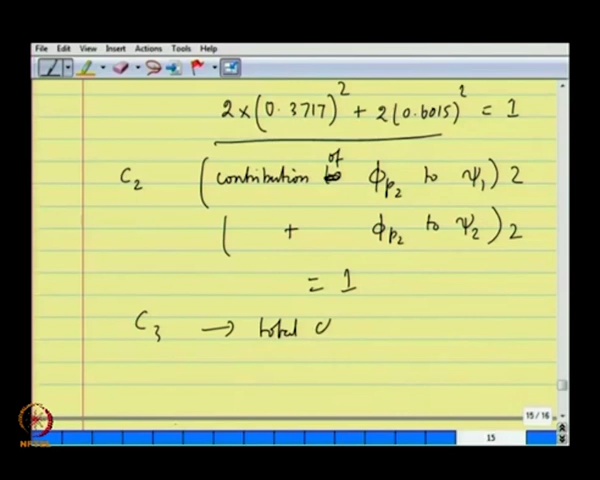 File Edit View Insert Actions Tools Help
2 × (0.3717)² + 2(0.6015)² = 1
C₂ (contribution of ϕp₂ to ψ₁) 2
( + ϕp₂ to ψ₂) 2
= 1
C₃ → total c
15 / 16
15
NPTEL